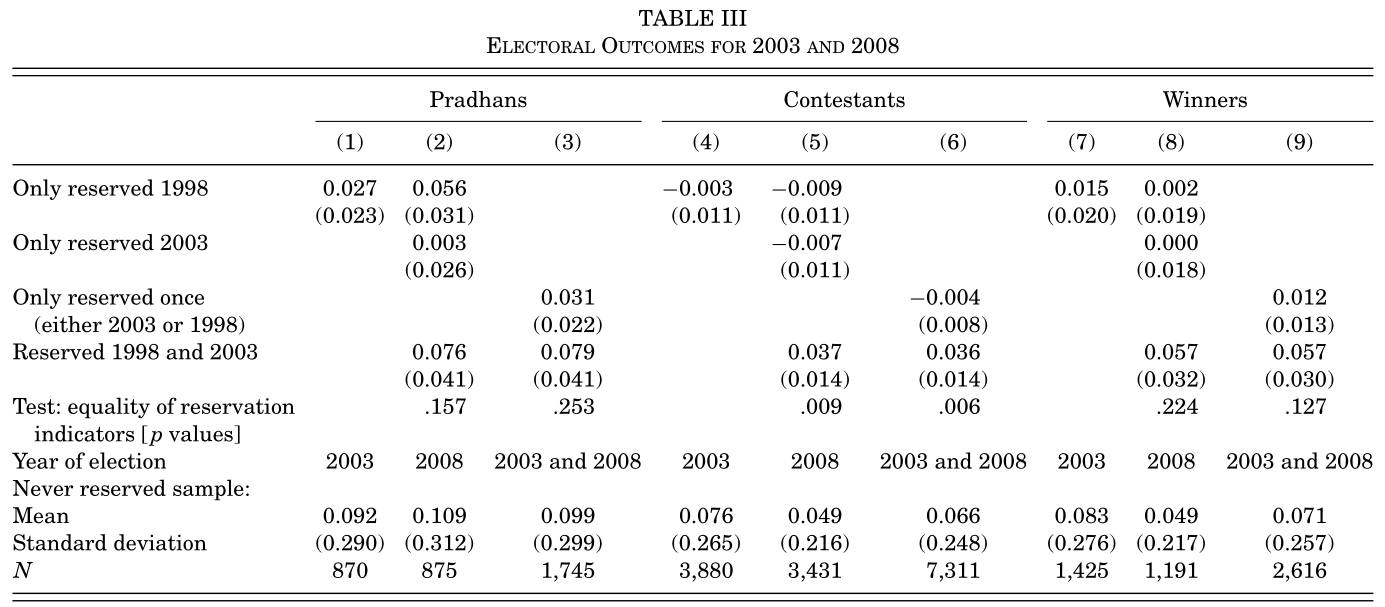 TABLE III
ELECTORAL OUTCOMES FOR 2003 AND 2008
Pradhans Contestants Winners
(1) (2) (3) (4) (5) (6) (7) (8) (9)
Only reserved 1998 0.027 0.056 −0.003 −0.009 0.015 0.002
(0.023) (0.031) (0.011) (0.011) (0.020) (0.019)
Only reserved 2003 0.003 −0.007 0.000
(0.026) (0.011) (0.018)
Only reserved once 0.031 −0.004 0.012
(either 2003 or 1998) (0.022) (0.008) (0.013)
Reserved 1998 and 2003 0.076 0.079 0.037 0.036 0.057 0.057
(0.041) (0.041) (0.014) (0.014) (0.032) (0.030)
Test: equality of reservation .157 .253 .009 .006 .224 .127
indicators [p values]
Year of election 2003 2008 2003 and 2008 2003 2008 2003 and 2008 2003 2008 2003 and 2008
Never reserved sample:
Mean 0.092 0.109 0.099 0.076 0.049 0.066 0.083 0.049 0.071
Standard deviation (0.290) (0.312) (0.299) (0.265) (0.216) (0.248) (0.276) (0.217) (0.257)
N 870 875 1,745 3,880 3,431 7,311 1,425 1,191 2,616